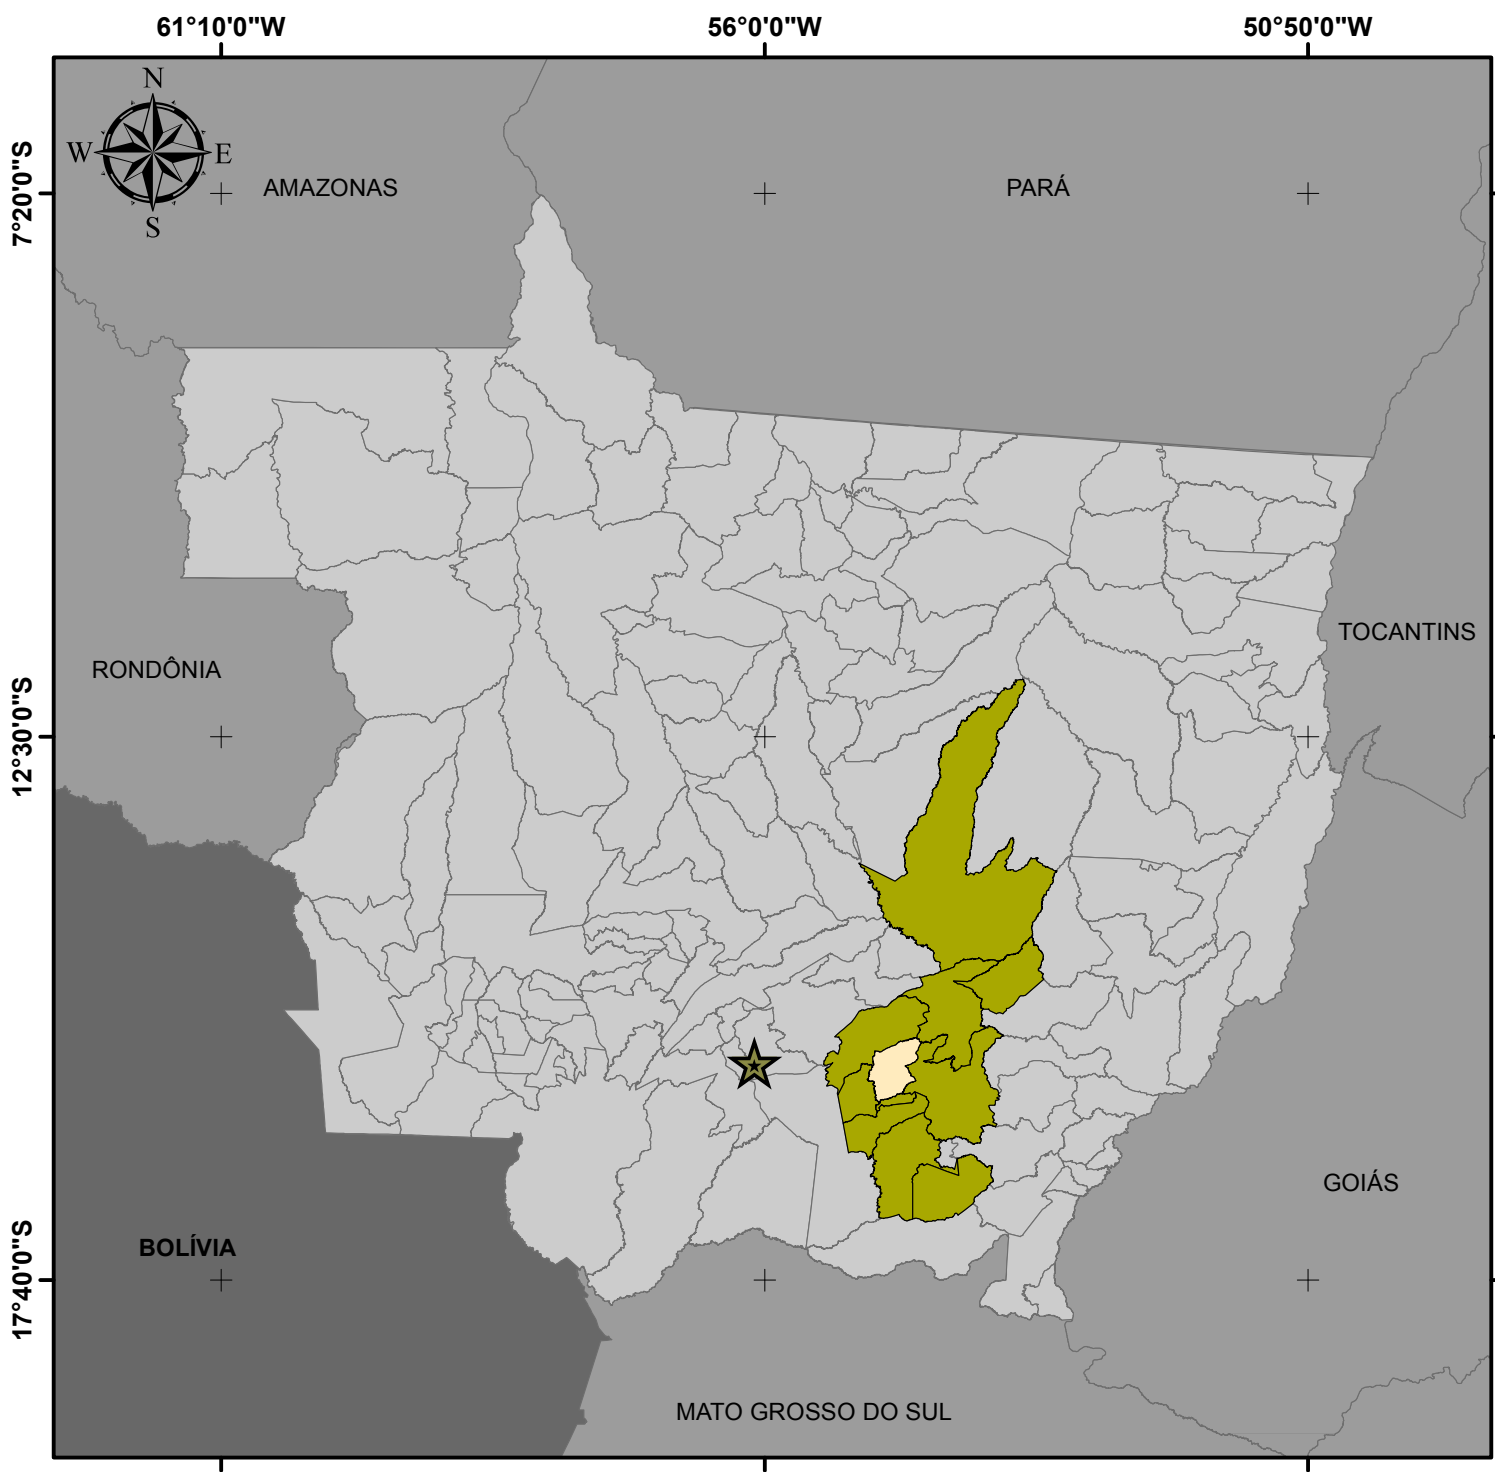 61°10'0"W
56°0'0"W
50°50'0"W
N
W
E
S
7°20'0"S
AMAZONAS
PARÁ
TOCANTINS
RONDÔNIA
12°30'0"S
GOIÁS
BOLÍVIA
17°40'0"S
MATO GROSSO DO SUL